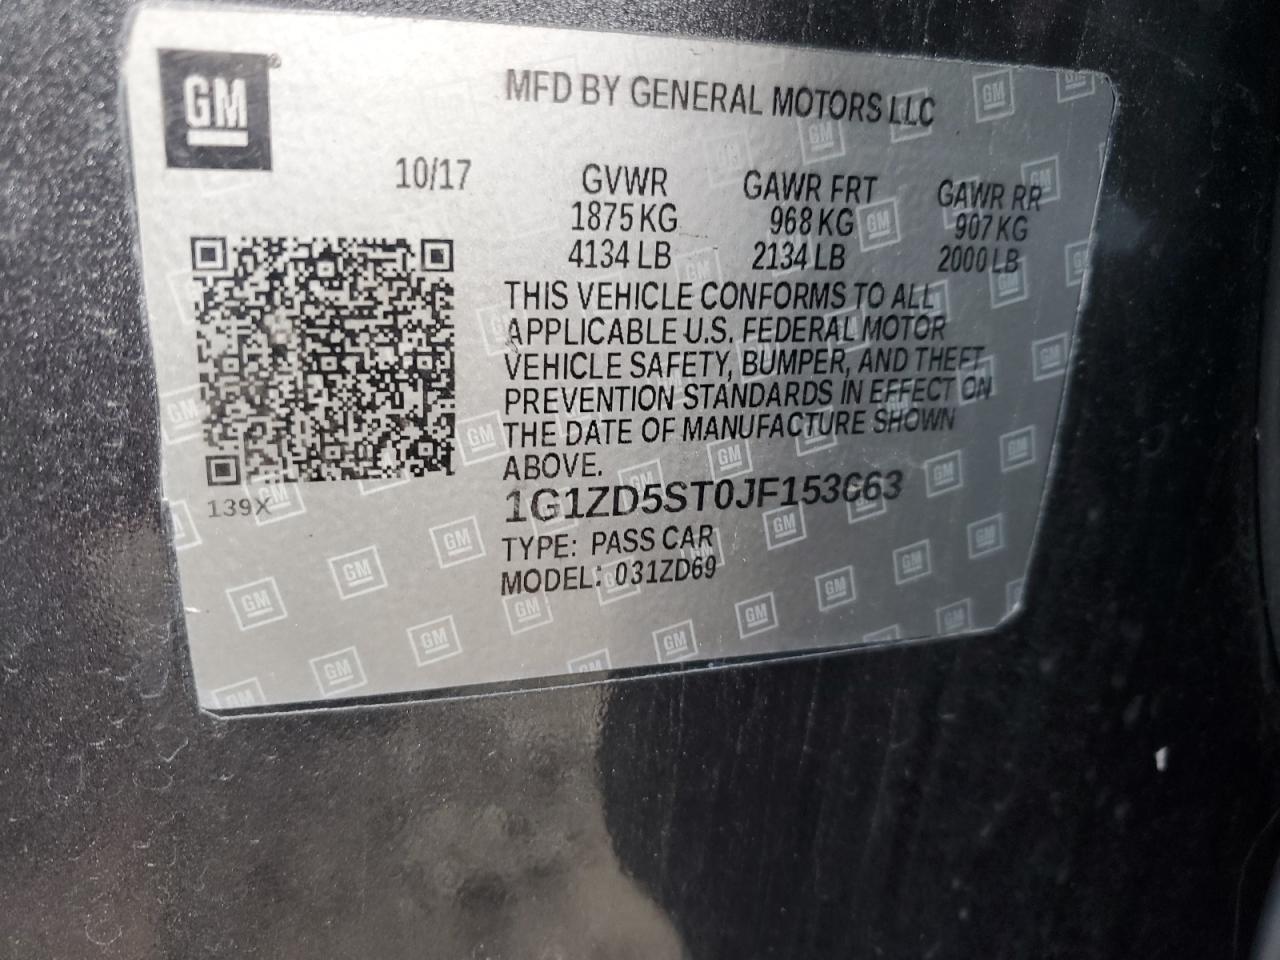 GM
MFD BY GENERAL MOTORS LLC
10/17
GVWR GAWR FRT GAWR RR
1875 KG 968 KG 907 KG
4134 LB 2134 LB 2000 LB
THIS VEHICLE CONFORMS TO ALL
APPLICABLE U.S. FEDERAL MOTOR
VEHICLE SAFETY, BUMPER, AND THEFT
PREVENTION STANDARDS IN EFFECT ON
THE DATE OF MANUFACTURE SHOWN
ABOVE.
139X
1G1ZD5ST0JF153663
TYPE: PASS CAR
MODEL: 031ZD69